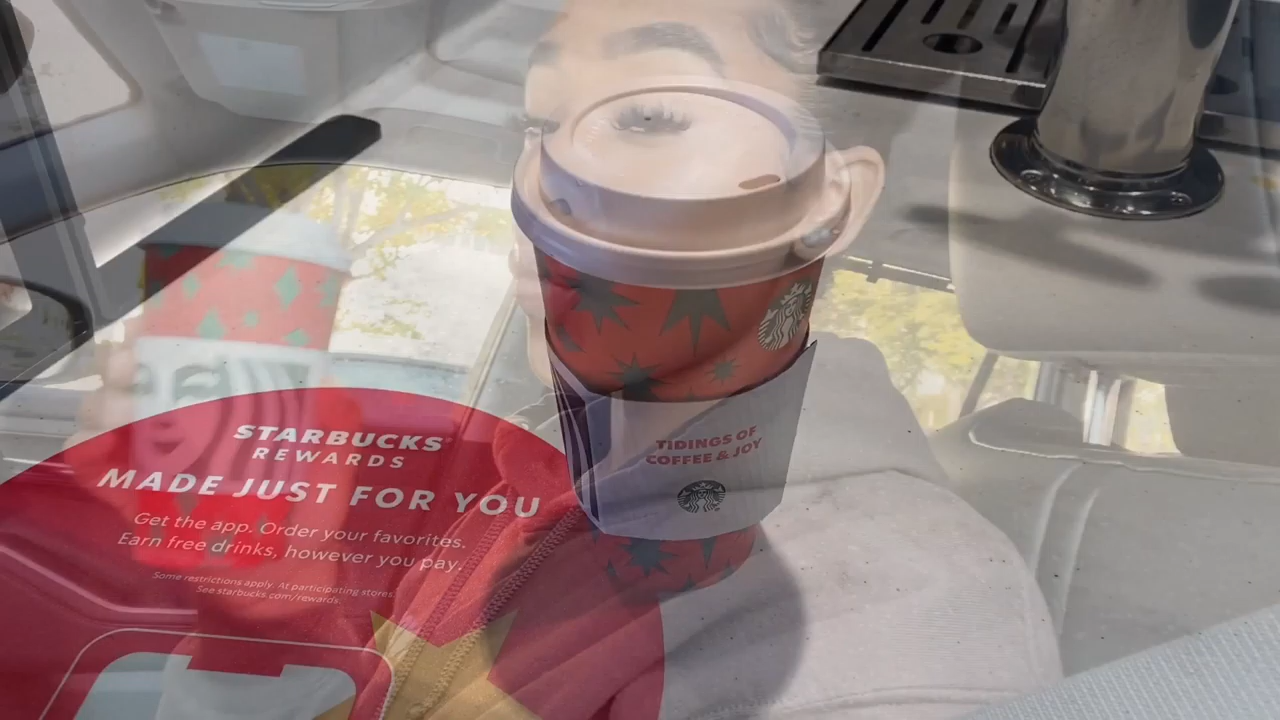 STARBUCKS®
REWARDS
MADE JUST FOR YOU
Get the app. Order your favorites.
Earn free drinks, however you pay.
Some restrictions apply. At participating stores.
See starbucks.com/rewards.
TIDINGS OF
COFFEE & JOY